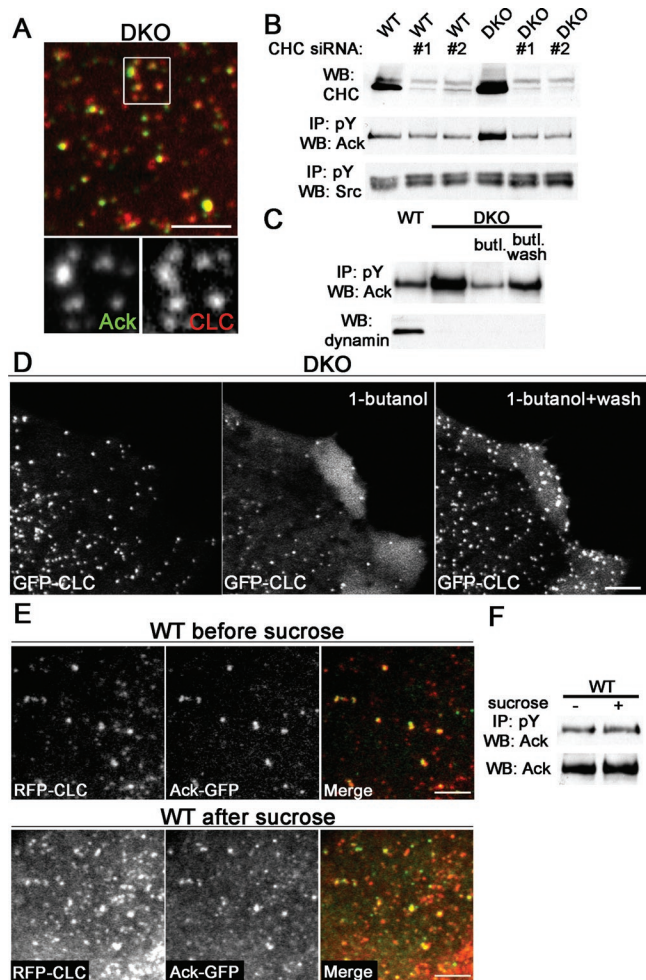 A
DKO
Ack
CLC
B
WT WT WT DKO DKO DKO
CHC siRNA: #1 #2 #1 #2
WB:
CHC
IP: pY
WB: Ack
IP: pY
WB: Src
C
WT DKO
butl. butl.
wash
IP: pY
WB: Ack
WB:
dynamin
D
DKO
1-butanol
1-butanol+wash
GFP-CLC
GFP-CLC
GFP-CLC
E
WT before sucrose
RFP-CLC
Ack-GFP
Merge
WT after sucrose
RFP-CLC
Ack-GFP
Merge
F
WT
sucrose - +
IP: pY
WB: Ack
WB: Ack